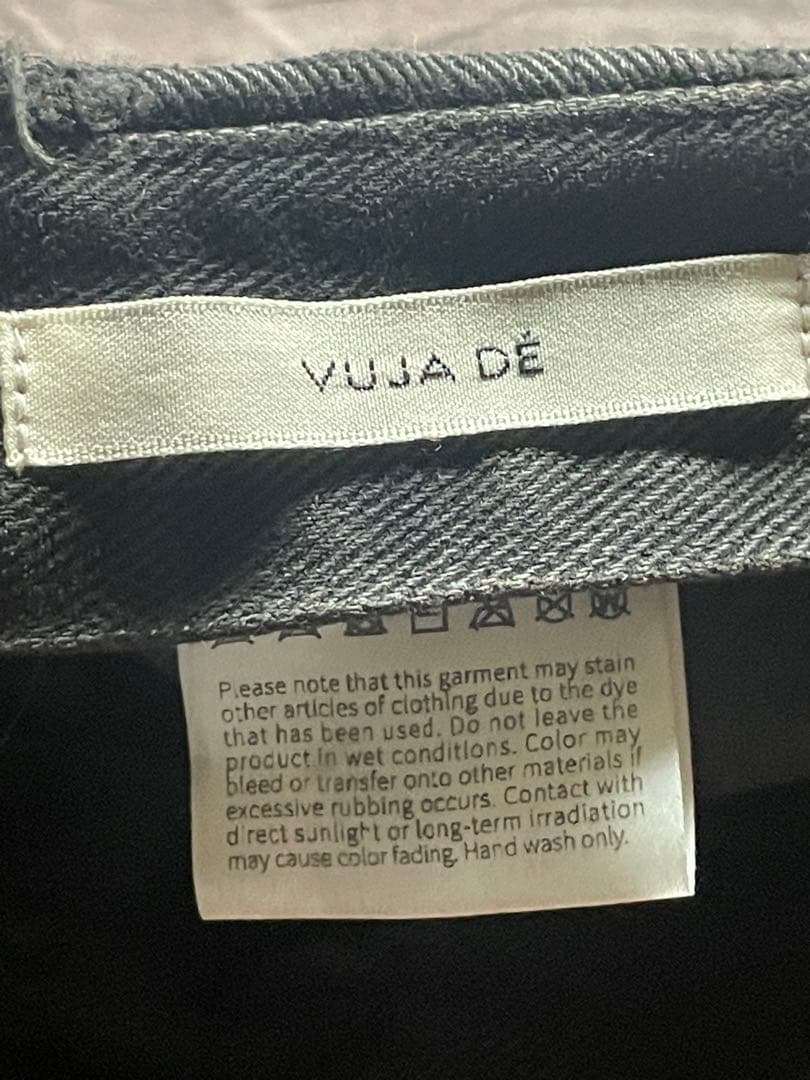 VUJA DÉ
Please note that this garment may stain
other articles of clothing due to the dye
that has been used. Do not leave the
product in wet conditions. Color may
bleed or transfer onto other materials if
excessive rubbing occurs. Contact with
direct sunlight or long-term irradiation
may cause color fading. Hand wash only.